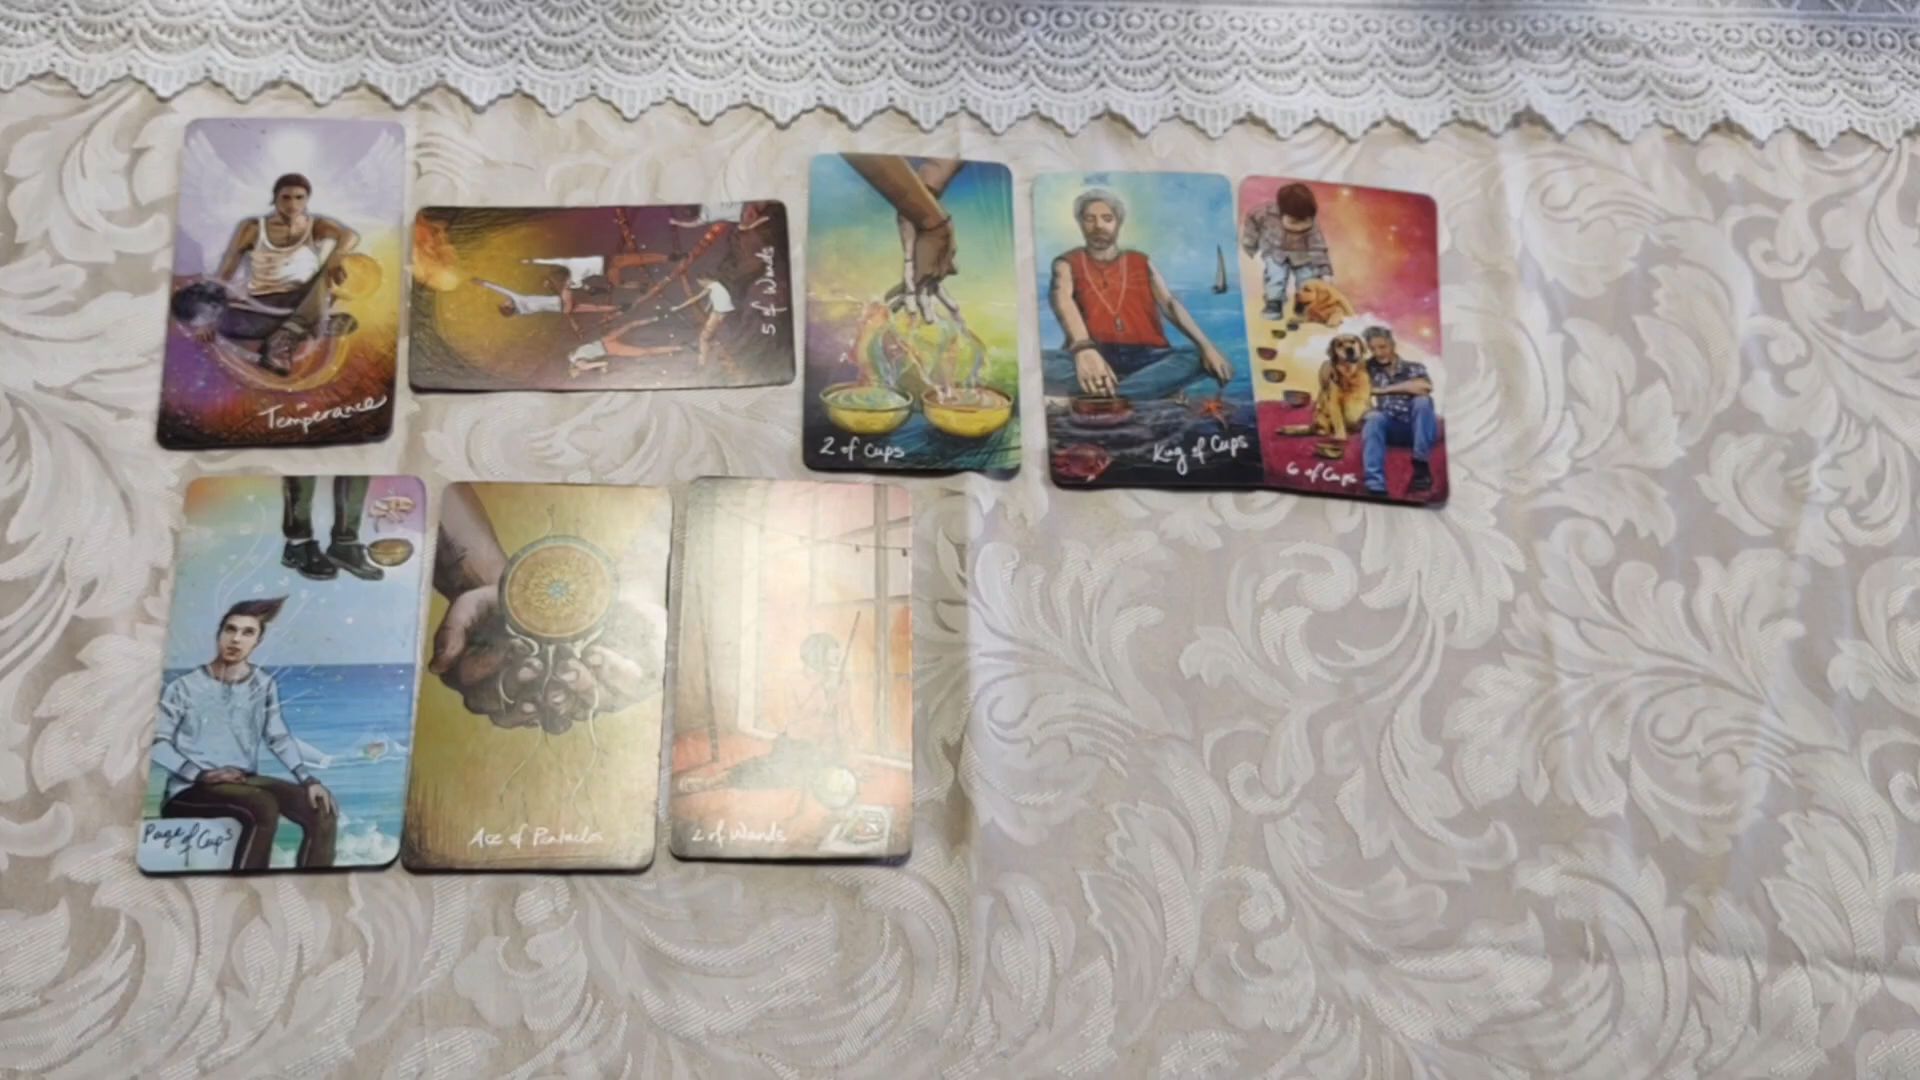 Temperance
5 of Wands
2 of Cups
King of Cups
6 of Cups
Page of Cups
Ace of Pentacles
2 of Wands